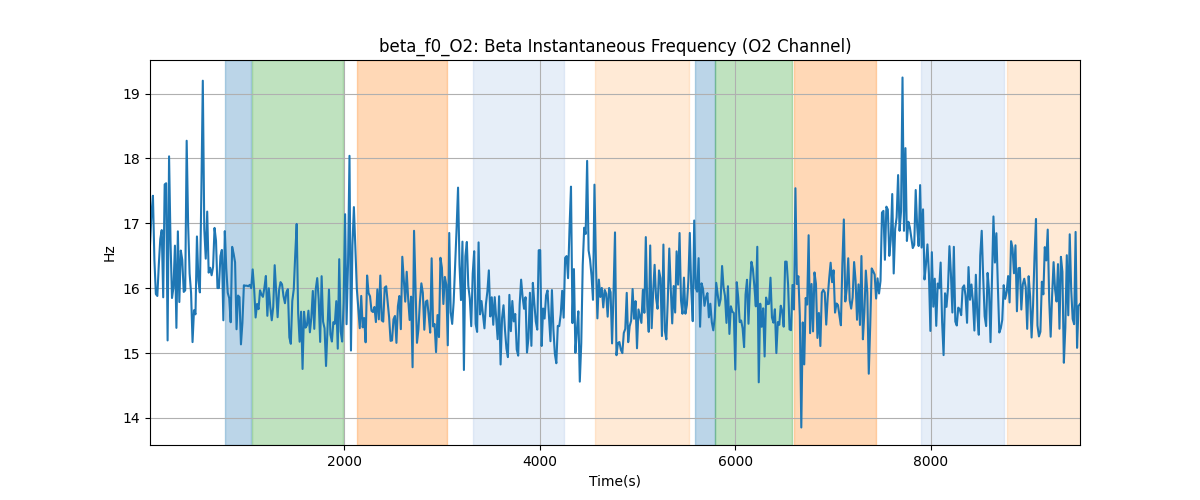 beta_f0_O2: Beta Instantaneous Frequency (O2 Channel)
19
18
17
16
15
14
Hz
2000 4000 6000 8000
Time(s)